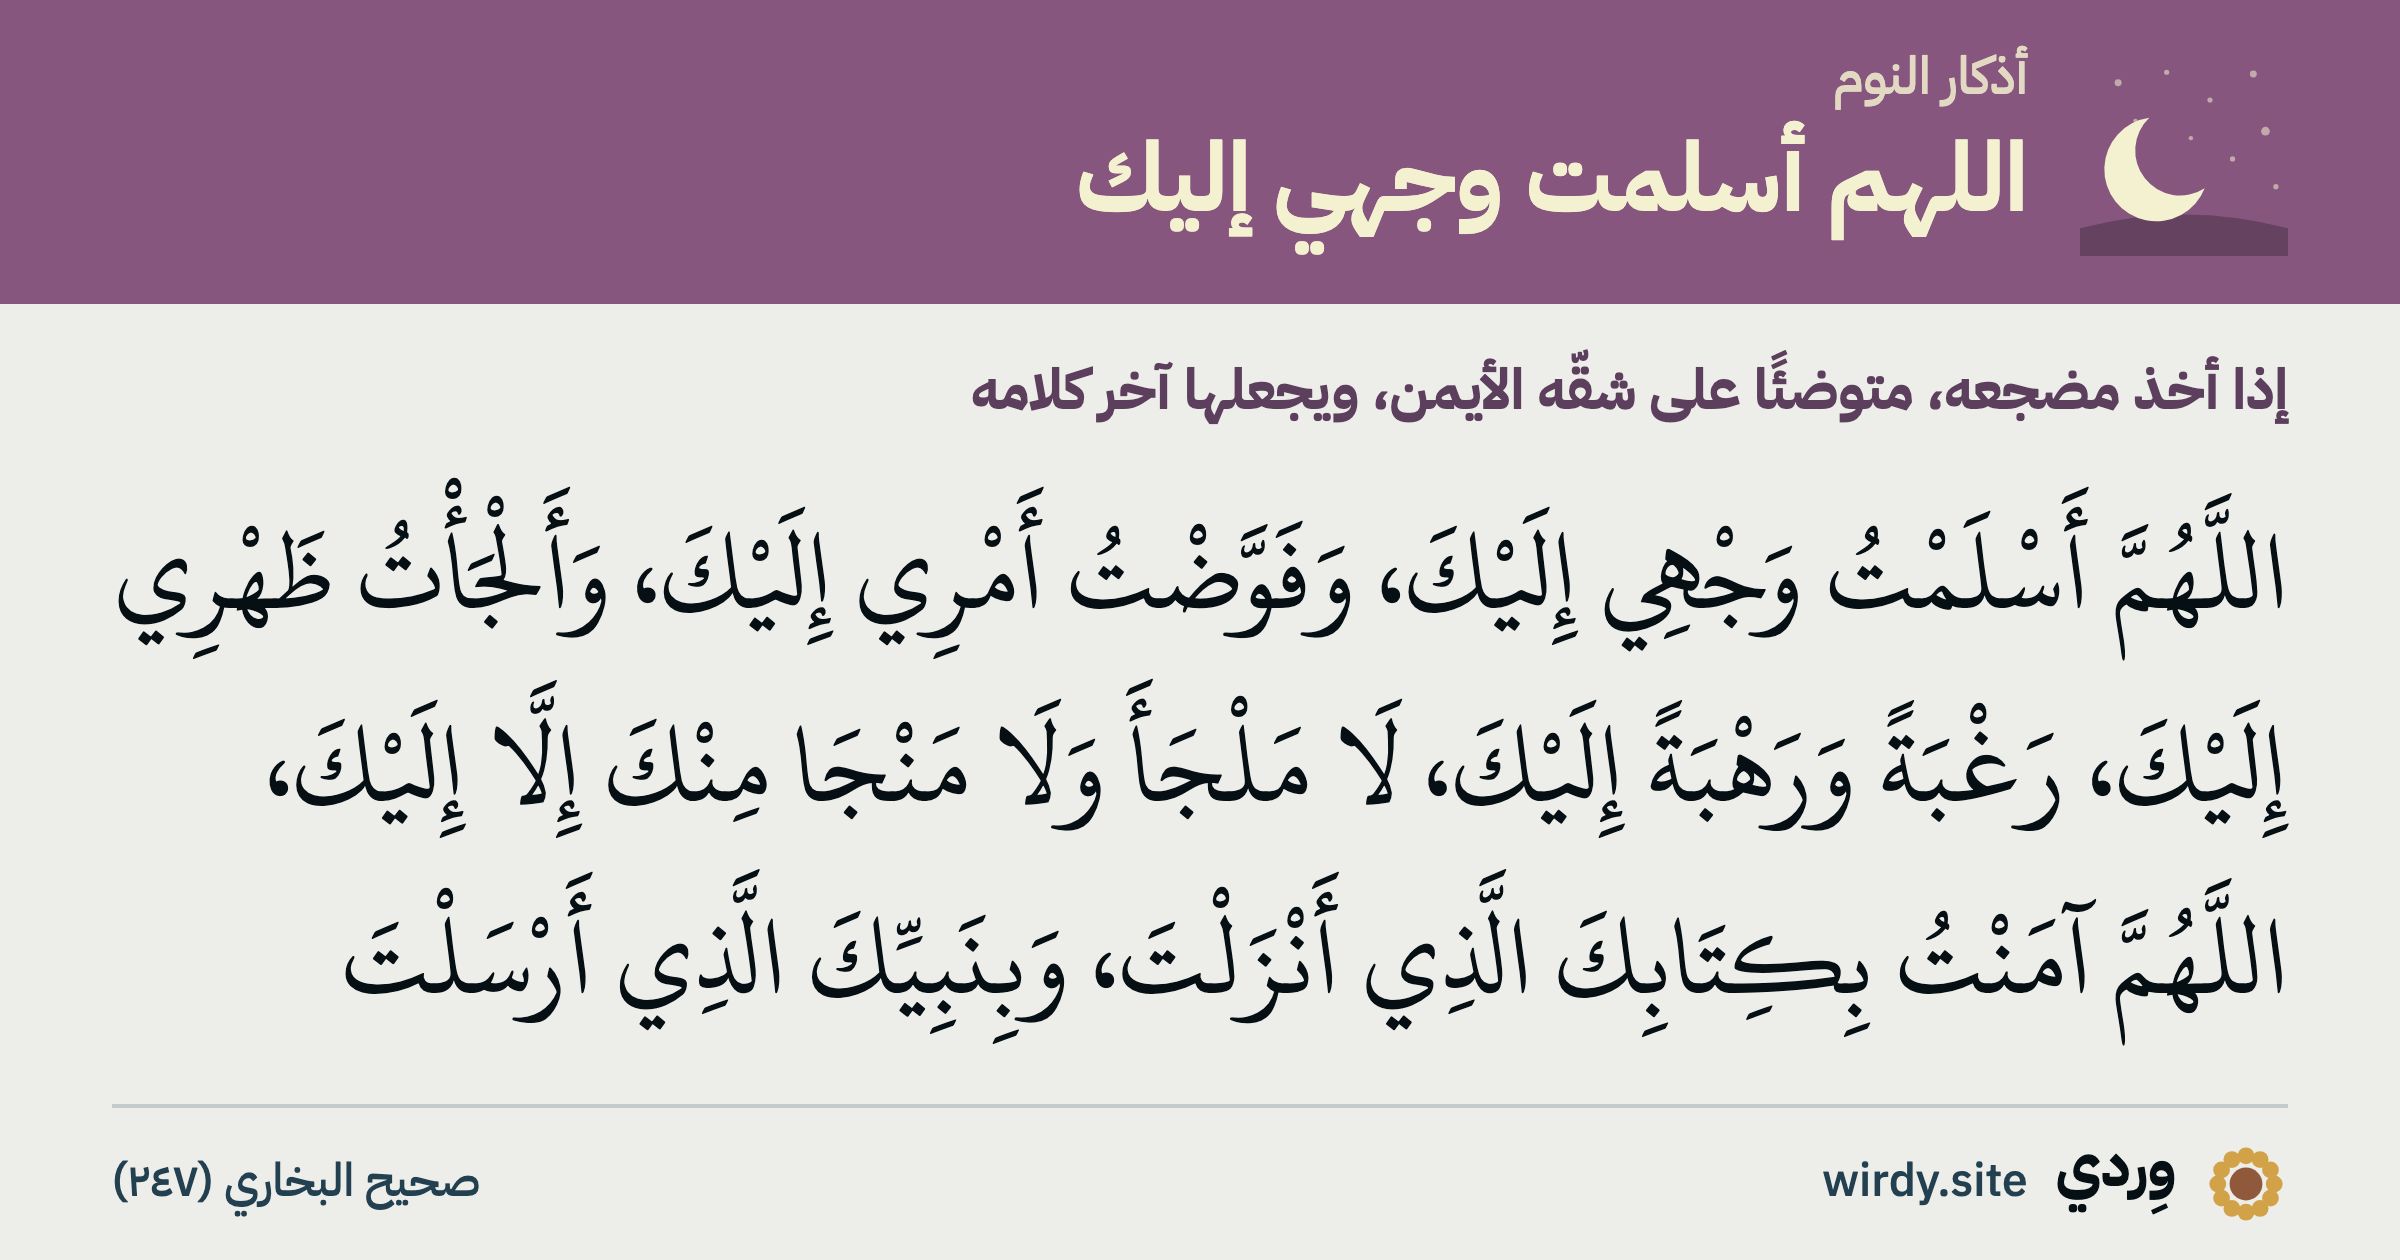 أذكار النوم
اللهم أسلمت وجهي إليك
إذا أخذ مضجعه، متوضئًا على شقّه الأيمن، ويجعلها آخر كلامه
اللَّهُمَّ أَسْلَمْتُ وَجْهِي إِلَيْكَ، وَفَوَّضْتُ أَمْرِي إِلَيْكَ، وَأَلْجَأْتُ ظَهْرِي
إِلَيْكَ، رَغْبَةً وَرَهْبَةً إِلَيْكَ، لَا مَلْجَأَ وَلَا مَنْجَا مِنْكَ إِلَّا إِلَيْكَ،
اللَّهُمَّ آمَنْتُ بِكِتَابِكَ الَّذِي أَنْزَلْتَ، وَبِنَبِيِّكَ الَّذِي أَرْسَلْتَ
وِردي wirdy.site
صحيح البخاري (٢٤٧)